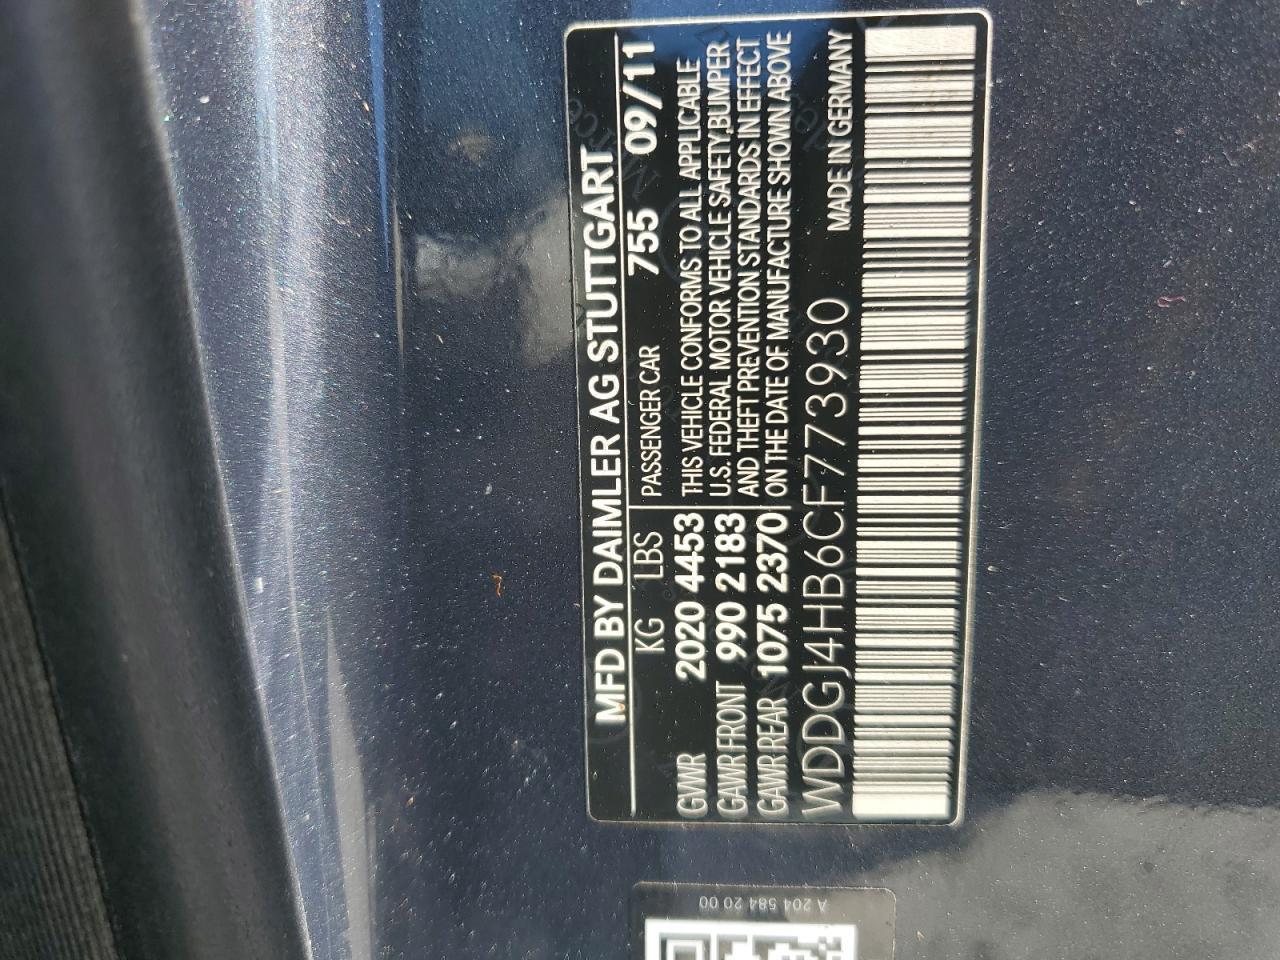 MFD BY DAIMLER AG STUTTGART
KG LBS PASSENGER CAR 755 09/11
GVWR 2020 4453 THIS VEHICLE CONFORMS TO ALL APPLICABLE
GAWR FRONT 990 2183 U.S. FEDERAL MOTOR VEHICLE SAFETY,BUMPER
AND THEFT PREVENTION STANDARDS IN EFFECT
GAWR REAR 1075 2370 ON THE DATE OF MANUFACTURE SHOWN ABOVE
WDDGJ4HB6CF773930 MADE IN GERMANY
A 204 584 20 00